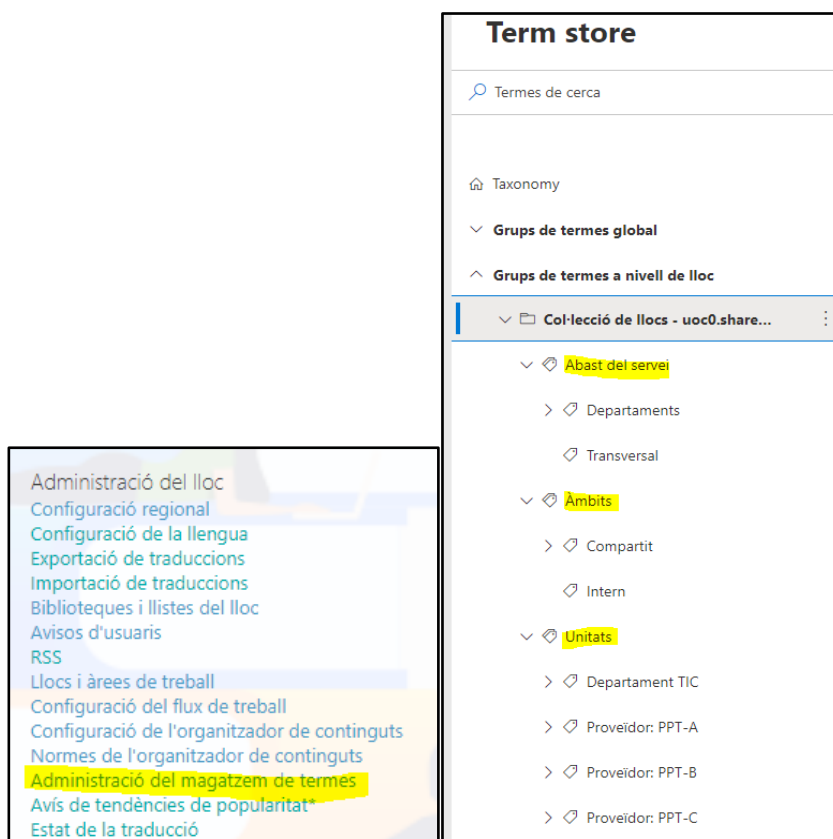 Term store
Termes de cerca
Taxonomy
Grups de termes global
Grups de termes a nivell de lloc
Col·lecció de llocs - uoc0.share...
Abast del servei
Departaments
Transversal
Àmbits
Compartit
Intern
Unitats
Departament TIC
Proveïdor: PPT-A
Proveïdor: PPT-B
Proveïdor: PPT-C
Administració del lloc
Configuració regional
Configuració de la llengua
Exportació de traduccions
Importació de traduccions
Biblioteques i llistes del lloc
Avisos d'usuaris
RSS
Llocs i àrees de treball
Configuració del flux de treball
Configuració de l'organitzador de continguts
Normes de l'organitzador de continguts
Administració del magatzem de termes
Avís de tendències de popularitat*
Estat de la traducció